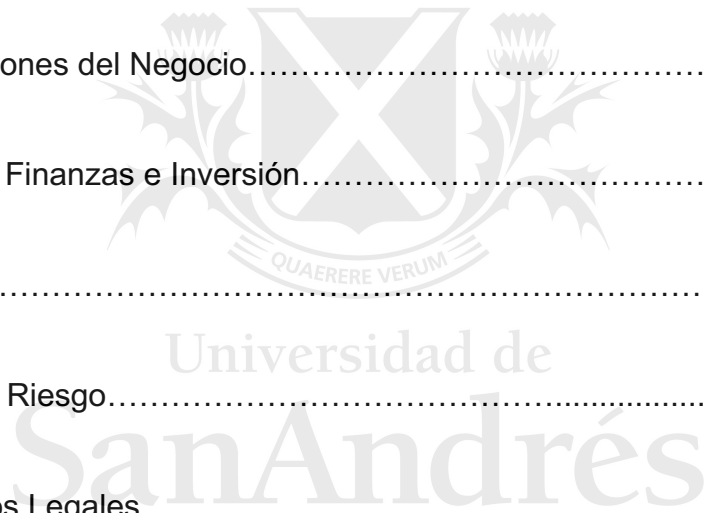 ones del Negocio……………………………………
Finanzas e Inversión…………………………………
QUAERERE VERUM
……………………………………………………………
Universidad de
Riesgo…………………………………..……................
SanAndrés
os Legales